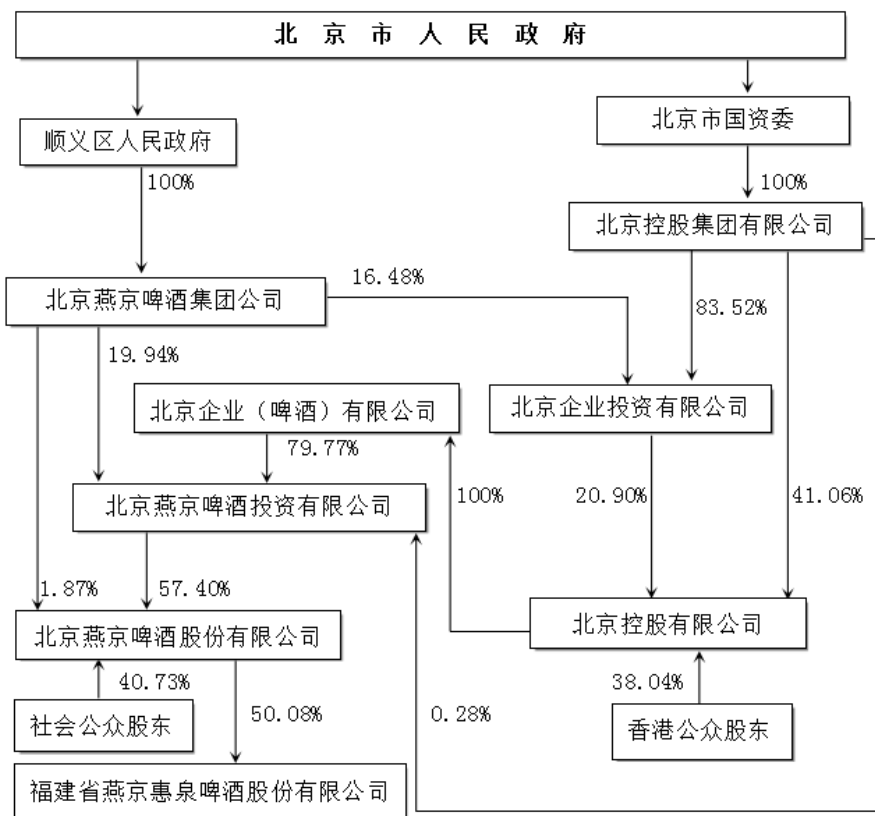 北京市人民政府
顺义区人民政府
北京市国资委
100%
100%
北京控股集团有限公司
北京燕京啤酒集团公司
16.48%
83.52%
19.94%
北京企业（啤酒）有限公司
北京企业投资有限公司
79.77%
北京燕京啤酒投资有限公司
100%
20.90%
41.06%
1.87%
57.40%
北京燕京啤酒股份有限公司
北京控股有限公司
40.73%
38.04%
社会公众股东
50.08%
0.28%
香港公众股东
福建省燕京惠泉啤酒股份有限公司